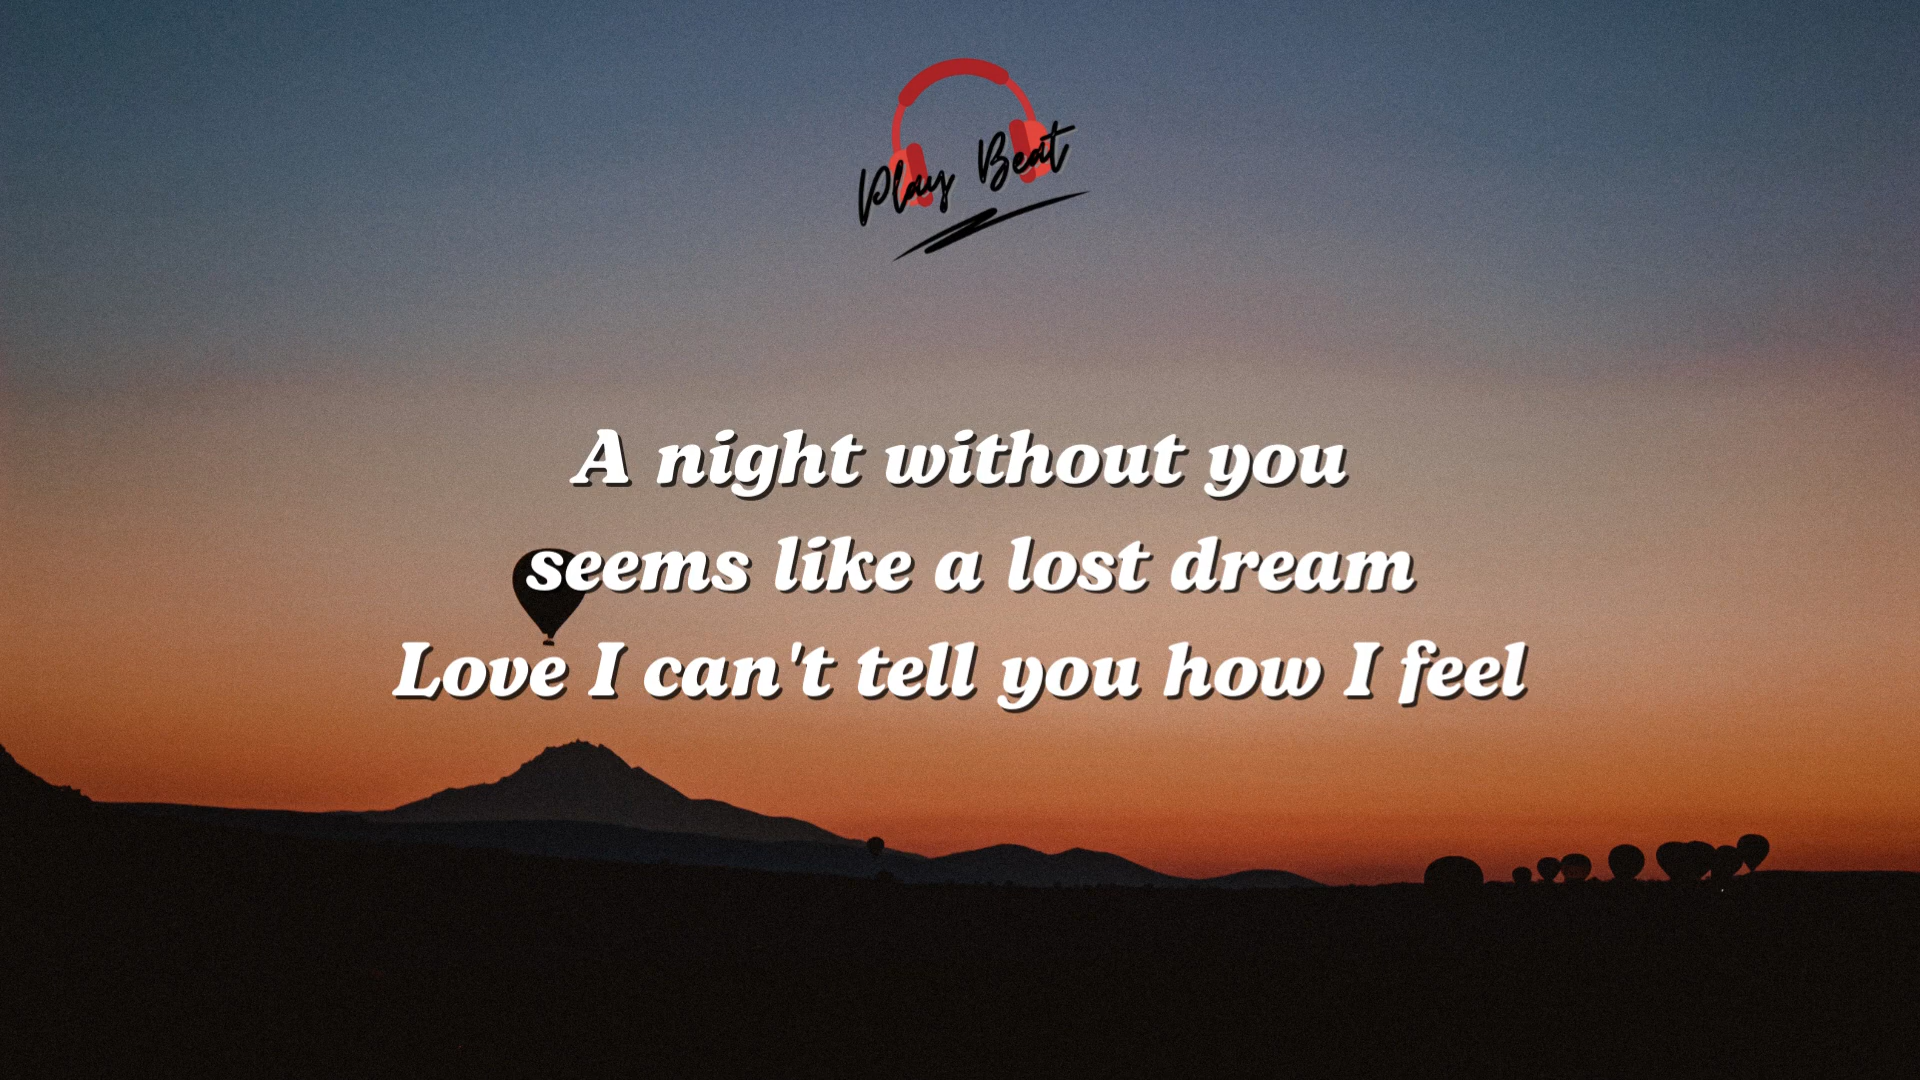 Play Beat
A night without you
seems like a lost dream
Love I can't tell you how I feel